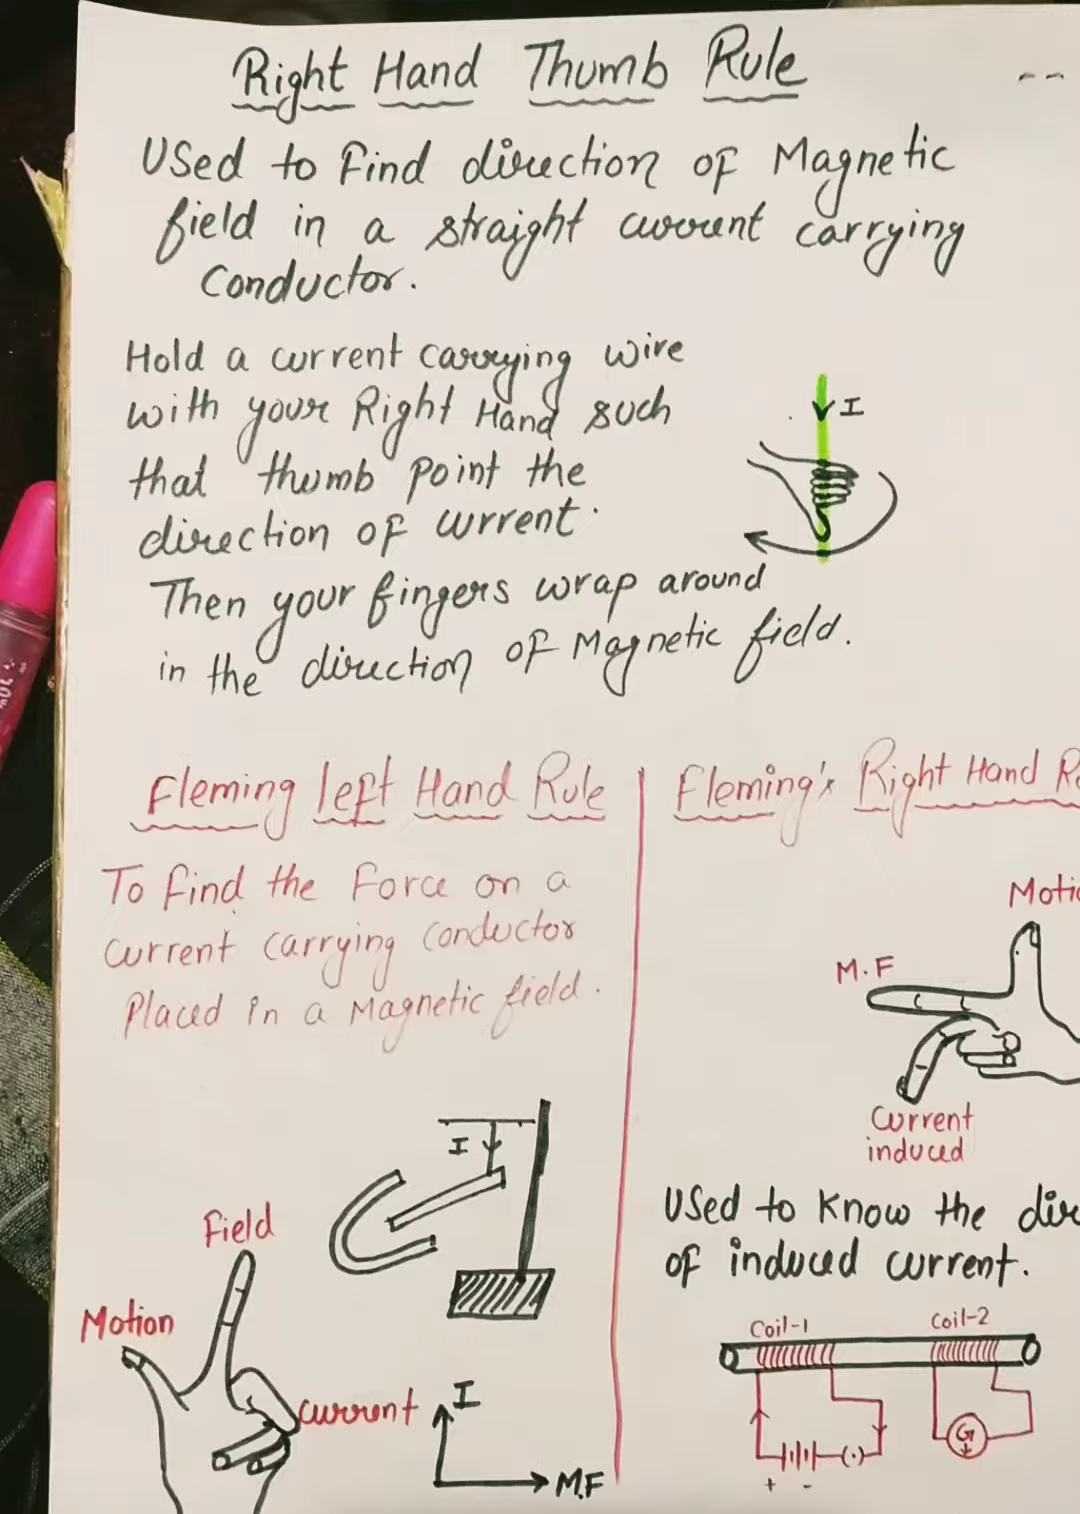 Right Hand Thumb Rule
Used to find direction of Magnetic
field in a straight current carrying
Conductor.
Hold a current carrying wire
with your Right Hand such
that thumb point the
direction of current.
Then your fingers wrap around
in the direction of Magnetic field.
I
Fleming left Hand Rule
To find the Force on a
current carrying conductor
Placed in a Magnetic field.
I
Field
Motion
current
I
M.F
Fleming's Right Hand
M.F
Current
induced
Used to know the
of induced current.
Coil-1
Coil-2
G
+ -